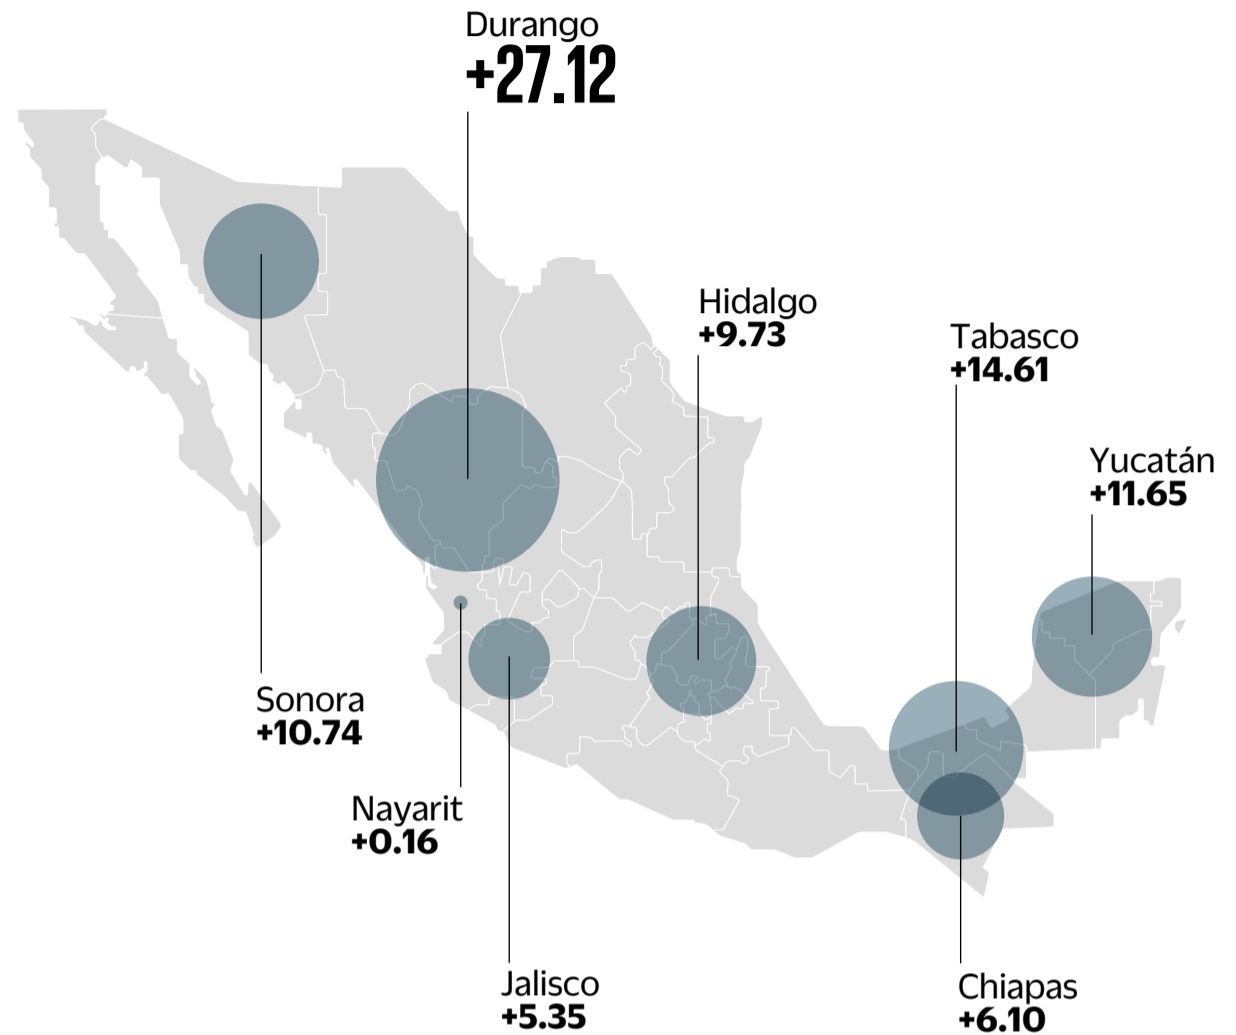 Durango
+27.12
Hidalgo
+9.73
Tabasco
+14.61
Yucatán
+11.65
Sonora
+10.74
Nayarit
+0.16
Jalisco
+5.35
Chiapas
+6.10